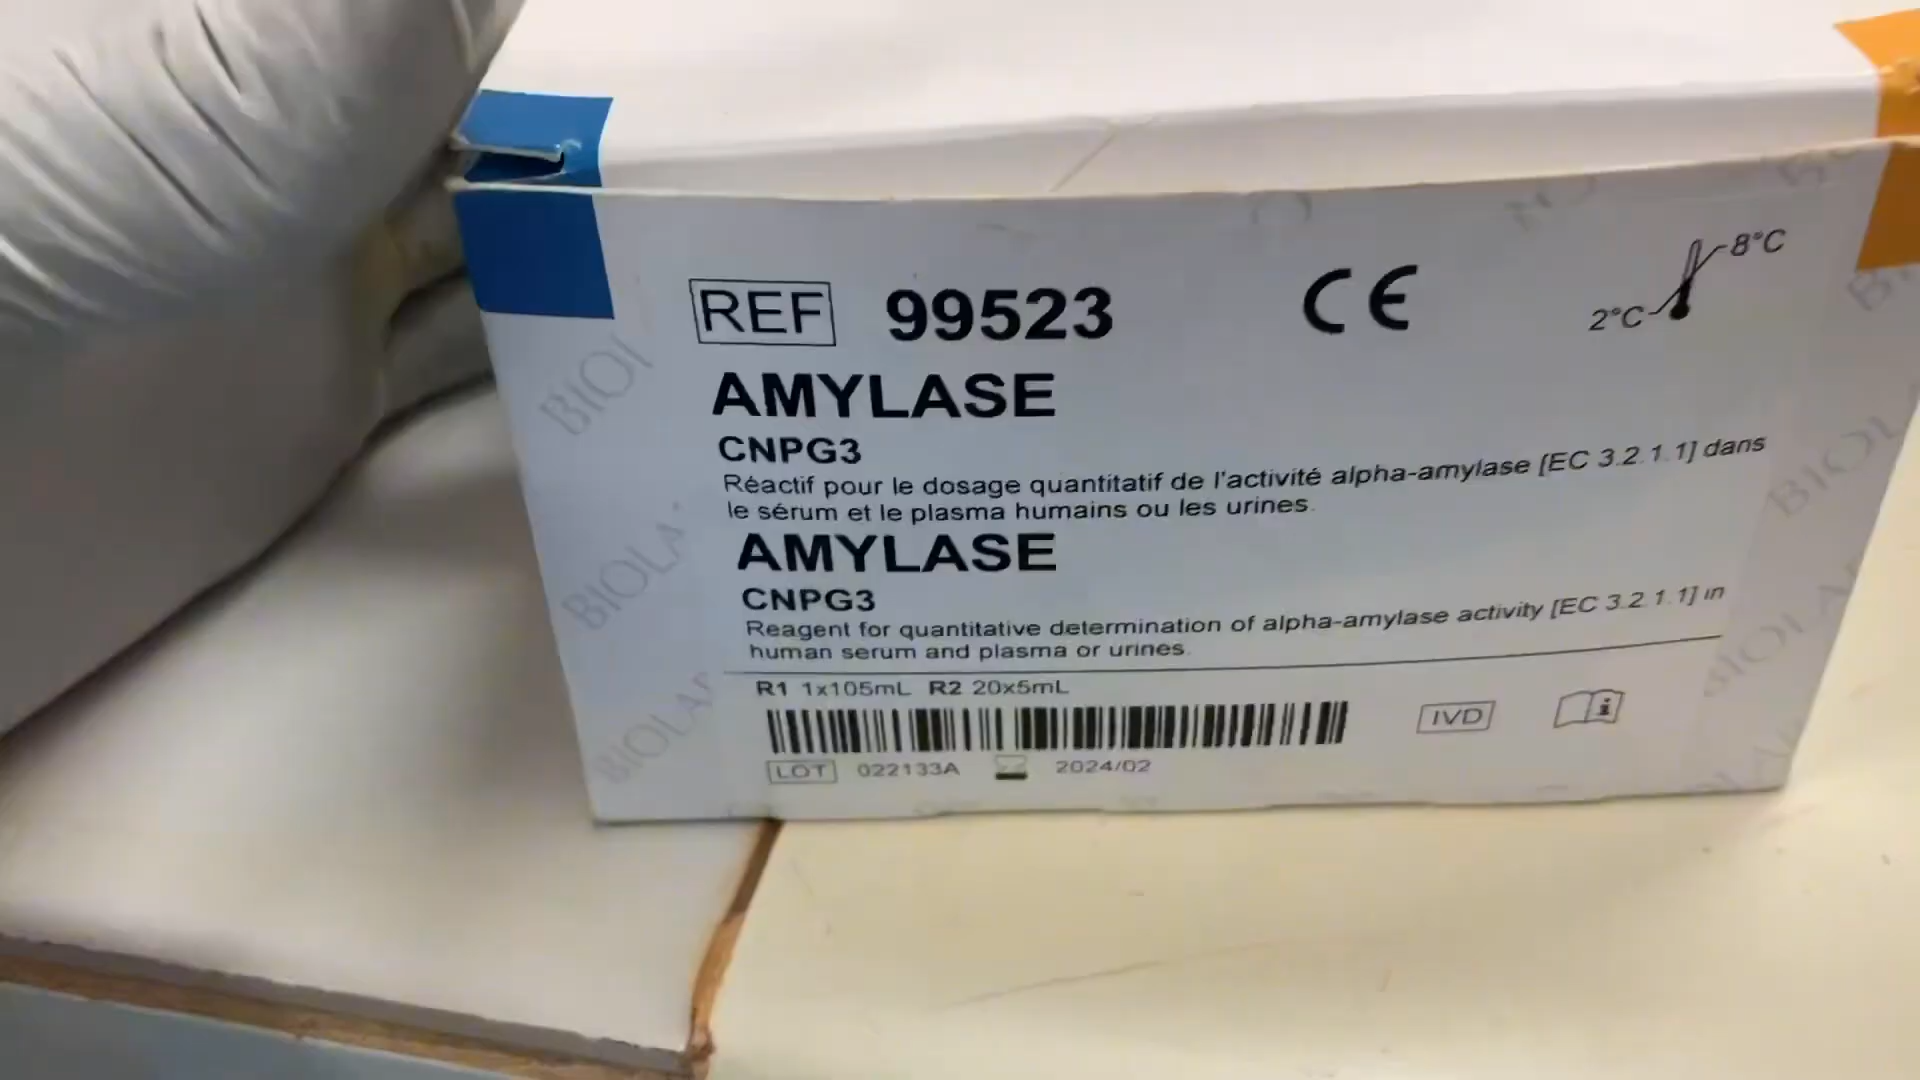 REF 99523 CE
8°C
2°C
AMYLASE
CNPG3
Réactif pour le dosage quantitatif de l'activité alpha-amylase [EC 3.2.1.1] dans
le sérum et le plasma humains ou les urines.
AMYLASE
CNPG3
Reagent for quantitative determination of alpha-amylase activity [EC 3.2.1.1] in
human serum and plasma or urines.
R1 1x105mL R2 20x5mL
IVD
LOT 022133A 2024/02